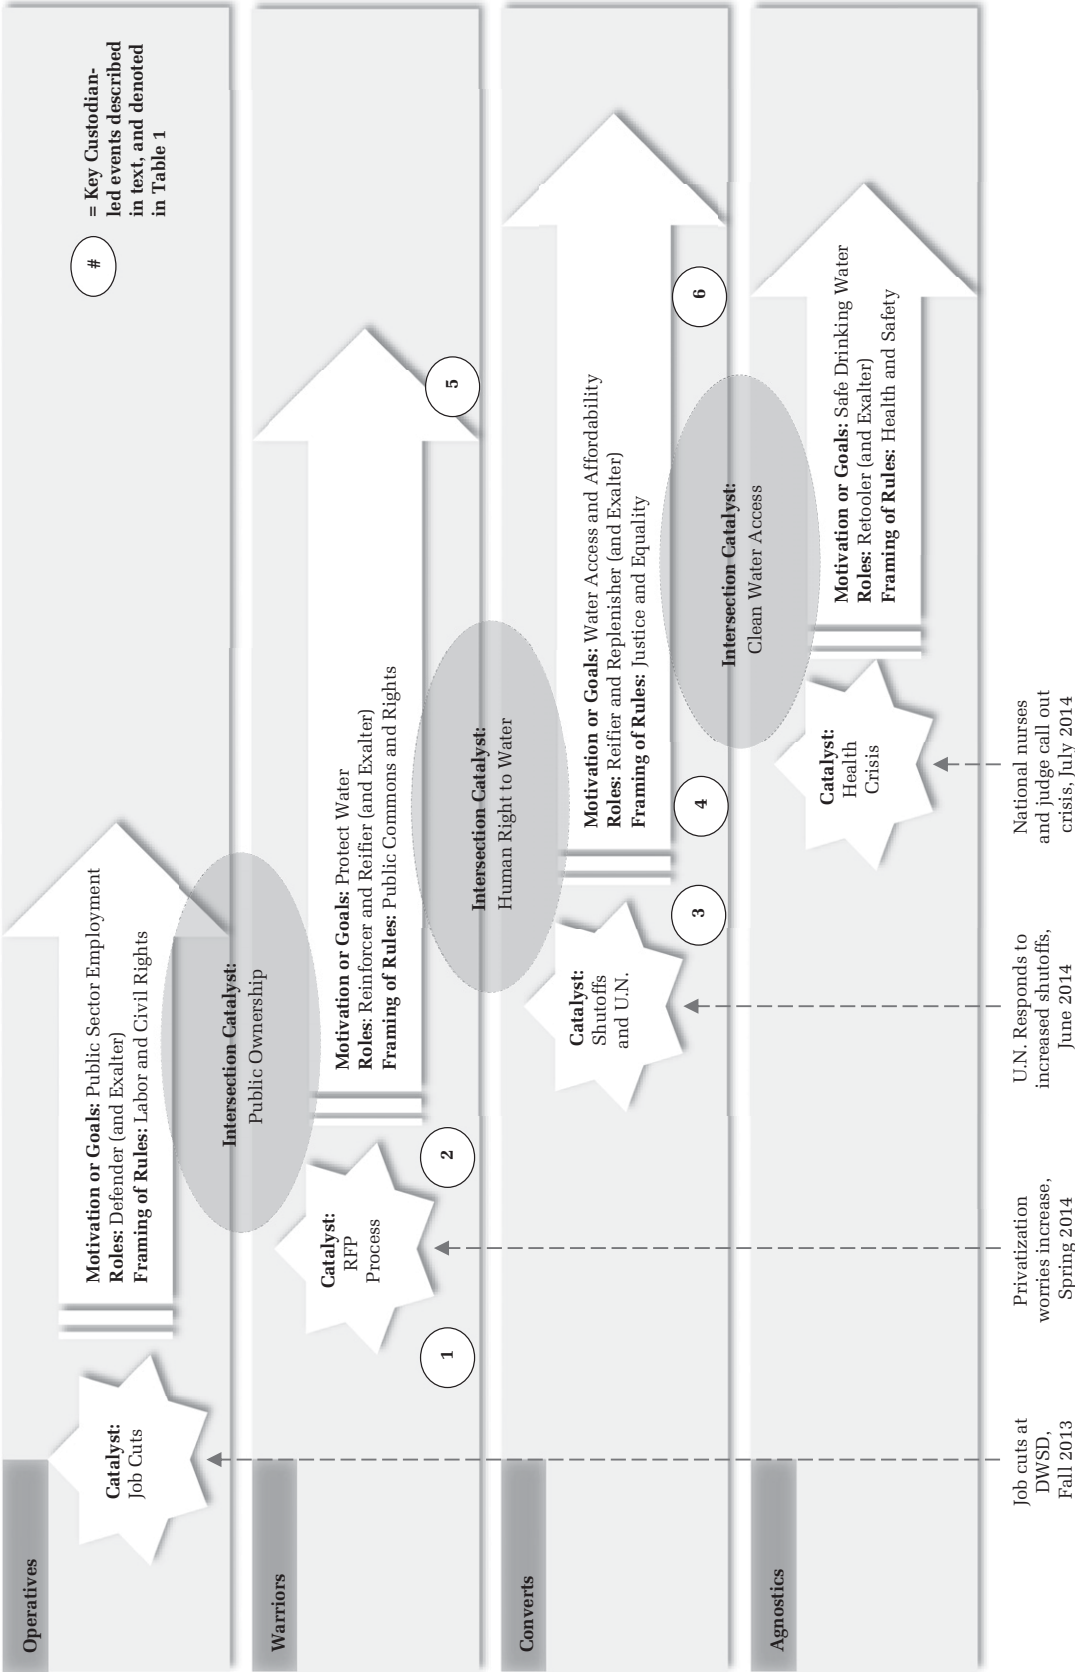 Operatives
Catalyst:
Job Cuts
Motivation or Goals: Public Sector Employment
Roles: Defender (and Exalter)
Framing of Rules: Labor and Civil Rights
#
= Key Custodian-
led events described
in text, and denoted
in Table 1
Intersection Catalyst:
Public Ownership
Warriors
Catalyst:
RFP
Process
Motivation or Goals: Protect Water
Roles: Reinforcer and Reifier (and Exalter)
Framing of Rules: Public Commons and Rights
1
2
5
Intersection Catalyst:
Human Right to Water
Converts
Catalyst:
Shutoffs
and U.N.
Motivation or Goals: Water Access and Affordability
Roles: Reifier and Replenisher (and Exalter)
Framing of Rules: Justice and Equality
3
4
6
Intersection Catalyst:
Clean Water Access
Agnostics
Catalyst:
Health
Crisis
Motivation or Goals: Safe Drinking Water
Roles: Retooler (and Exalter)
Framing of Rules: Health and Safety
Job cuts at
DWSD,
Fall 2013
Privatization
worries increase,
Spring 2014
U.N. Responds to
increased shutoffs,
June 2014
National nurses
and judge call out
crisis, July 2014